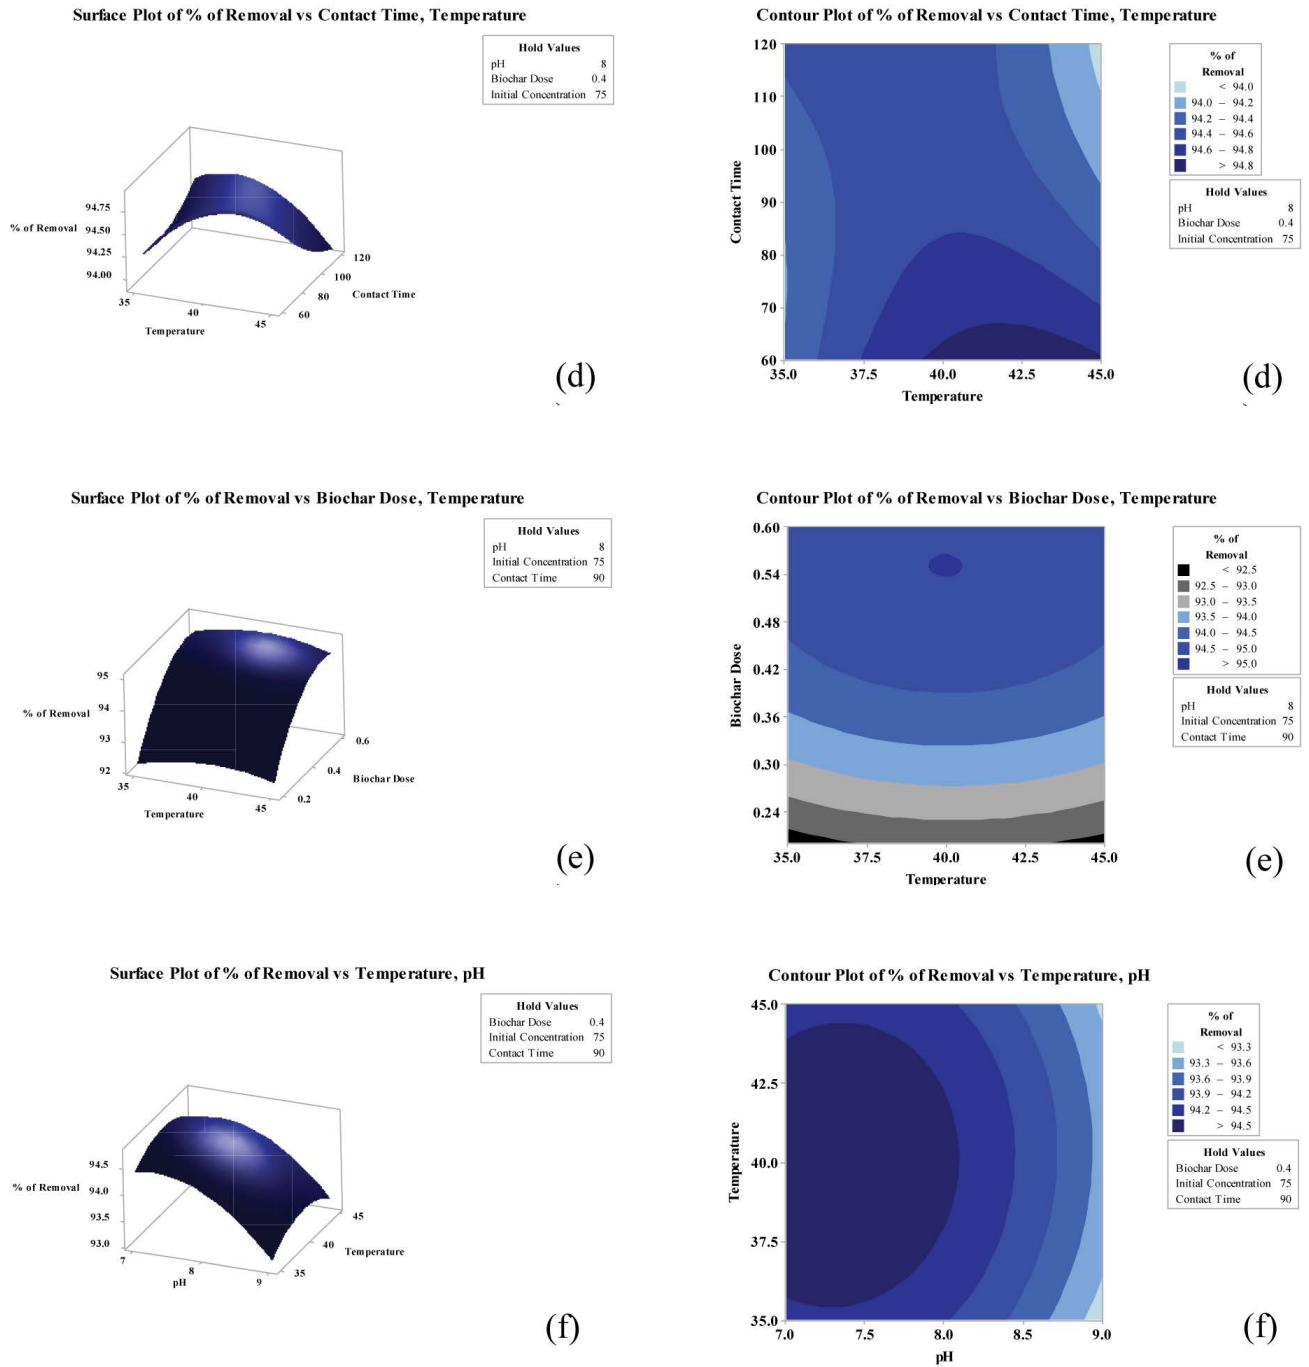 Surface Plot of % of Removal vs Contact Time, Temperature
Hold Values
pH 8
Biochar Dose 0.4
Initial Concentration 75
% of Removal
94.75
94.50
94.25
94.00
35
40
45
Temperature
60
80
100
120
Contact Time
(d)
Contour Plot of % of Removal vs Contact Time, Temperature
Contact Time
120
110
100
90
80
70
60
35.0 37.5 40.0 42.5 45.0
Temperature
% of
Removal
< 94.0
94.0 – 94.2
94.2 – 94.4
94.4 – 94.6
94.6 – 94.8
> 94.8
Hold Values
pH 8
Biochar Dose 0.4
Initial Concentration 75
(d)
Surface Plot of % of Removal vs Biochar Dose, Temperature
Hold Values
pH 8
Initial Concentration 75
Contact Time 90
% of Removal
95
94
93
92
35
40
45
Temperature
0.2
0.4
0.6
Biochar Dose
(e)
Contour Plot of % of Removal vs Biochar Dose, Temperature
Biochar Dose
0.60
0.54
0.48
0.42
0.36
0.30
0.24
35.0 37.5 40.0 42.5 45.0
Temperature
% of
Removal
< 92.5
92.5 – 93.0
93.0 – 93.5
93.5 – 94.0
94.0 – 94.5
94.5 – 95.0
> 95.0
Hold Values
pH 8
Initial Concentration 75
Contact Time 90
(e)
Surface Plot of % of Removal vs Temperature, pH
Hold Values
Biochar Dose 0.4
Initial Concentration 75
Contact Time 90
% of Removal
94.5
94.0
93.5
93.0
7
8
9
pH
35
40
45
Temperature
(f)
Contour Plot of % of Removal vs Temperature, pH
Temperature
45.0
42.5
40.0
37.5
35.0
7.0 7.5 8.0 8.5 9.0
pH
% of
Removal
< 93.3
93.3 – 93.6
93.6 – 93.9
93.9 – 94.2
94.2 – 94.5
> 94.5
Hold Values
Biochar Dose 0.4
Initial Concentration 75
Contact Time 90
(f)